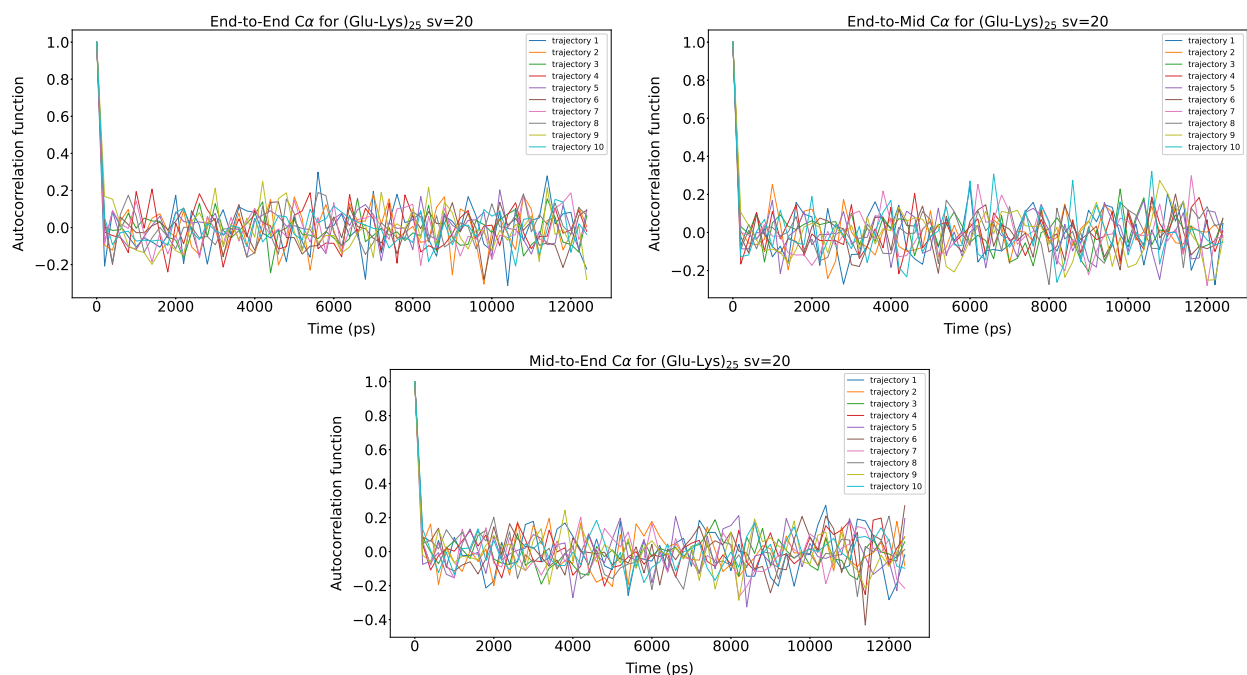 End-to-End Cα for (Glu-Lys)₂₅ sv=20
Autocorrelation function
1.0
0.8
0.6
0.4
0.2
0.0
−0.2
0
2000
4000
6000
8000
10000
12000
Time (ps)
trajectory 1
trajectory 2
trajectory 3
trajectory 4
trajectory 5
trajectory 6
trajectory 7
trajectory 8
trajectory 9
trajectory 10
End-to-Mid Cα for (Glu-Lys)₂₅ sv=20
Autocorrelation function
1.0
0.8
0.6
0.4
0.2
0.0
−0.2
0
2000
4000
6000
8000
10000
12000
Time (ps)
trajectory 1
trajectory 2
trajectory 3
trajectory 4
trajectory 5
trajectory 6
trajectory 7
trajectory 8
trajectory 9
trajectory 10
Mid-to-End Cα for (Glu-Lys)₂₅ sv=20
Autocorrelation function
1.0
0.8
0.6
0.4
0.2
0.0
−0.2
−0.4
0
2000
4000
6000
8000
10000
12000
Time (ps)
trajectory 1
trajectory 2
trajectory 3
trajectory 4
trajectory 5
trajectory 6
trajectory 7
trajectory 8
trajectory 9
trajectory 10